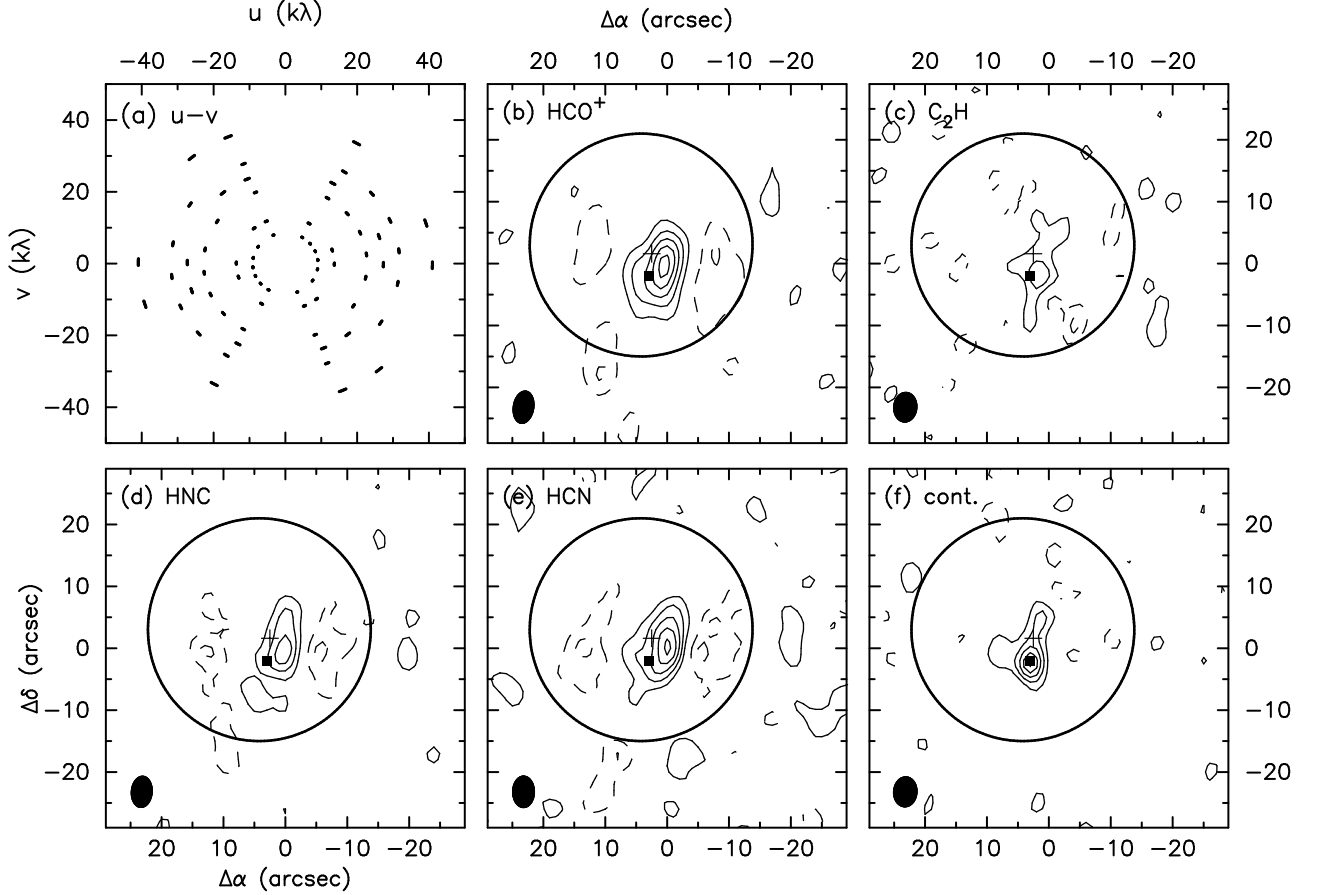 u (kλ)
Δα (arcsec)
−40 −20 0 20 40
20 10 0 −10 −20
20 10 0 −10 −20
(a) u−v
(b) HCO+
(c) C2H
v (kλ)
40
20
0
−20
−40
20
10
0
−10
−20
(d) HNC
(e) HCN
(f) cont.
Δδ (arcsec)
20
10
0
−10
−20
20
10
0
−10
−20
20 10 0 −10 −20
20 10 0 −10 −20
20 10 0 −10 −20
Δα (arcsec)